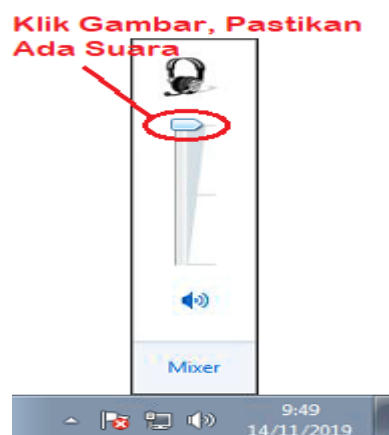 Klik Gambar, Pastikan
Ada Suara
Mixer
9:49
14/11/2019